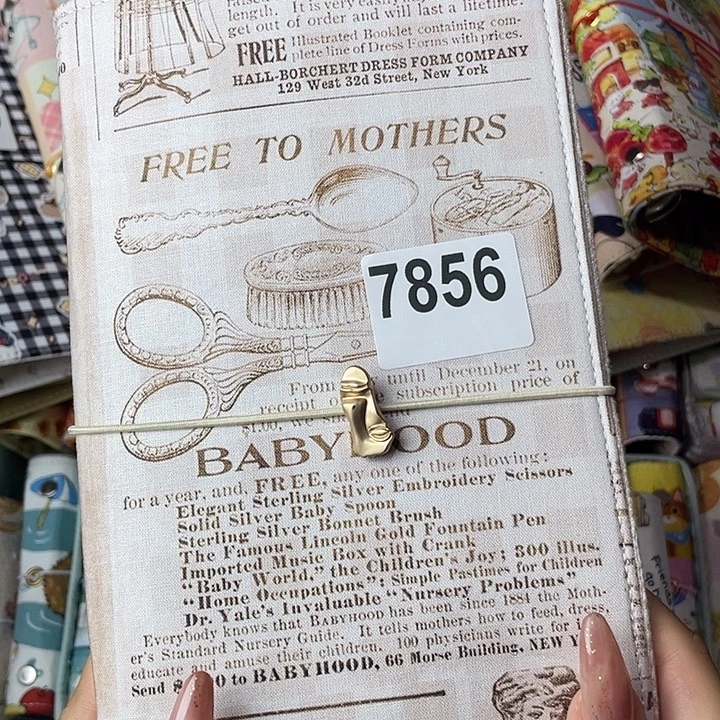 length. It is very easily
get out of order and will last a lifetime.
FREE Illustrated Booklet containing com-
plete line of Dress Forms with prices.
HALL-BORCHERT DRESS FORM COMPANY
129 West 32d Street, New York
FREE TO MOTHERS
7856
From until December 21, on
receipt subscription price of
$1.00, we
BABYHOOD
for a year, and, FREE, any one of the following:
Elegant Sterling Silver Embroidery Scissors
Solid Silver Baby Spoon
Sterling Silver Bonnet Brush
The Famous Lincoln Gold Fountain Pen
Imported Music Box with Crank
"Baby World," the Children's Joy; 300 illus.
"Home Occupations"; Simple Pastimes for Children
Dr. Yale's Invaluable "Nursery Problems"
Everybody knows that BABYHOOD has been since 1884 the Moth-
er's Standard Nursery Guide. It tells mothers how to feed, dress,
educate and amuse their children. 100 physicians write for
Send to BABYHOOD, 66 Morse Building, NEW Y
Friends